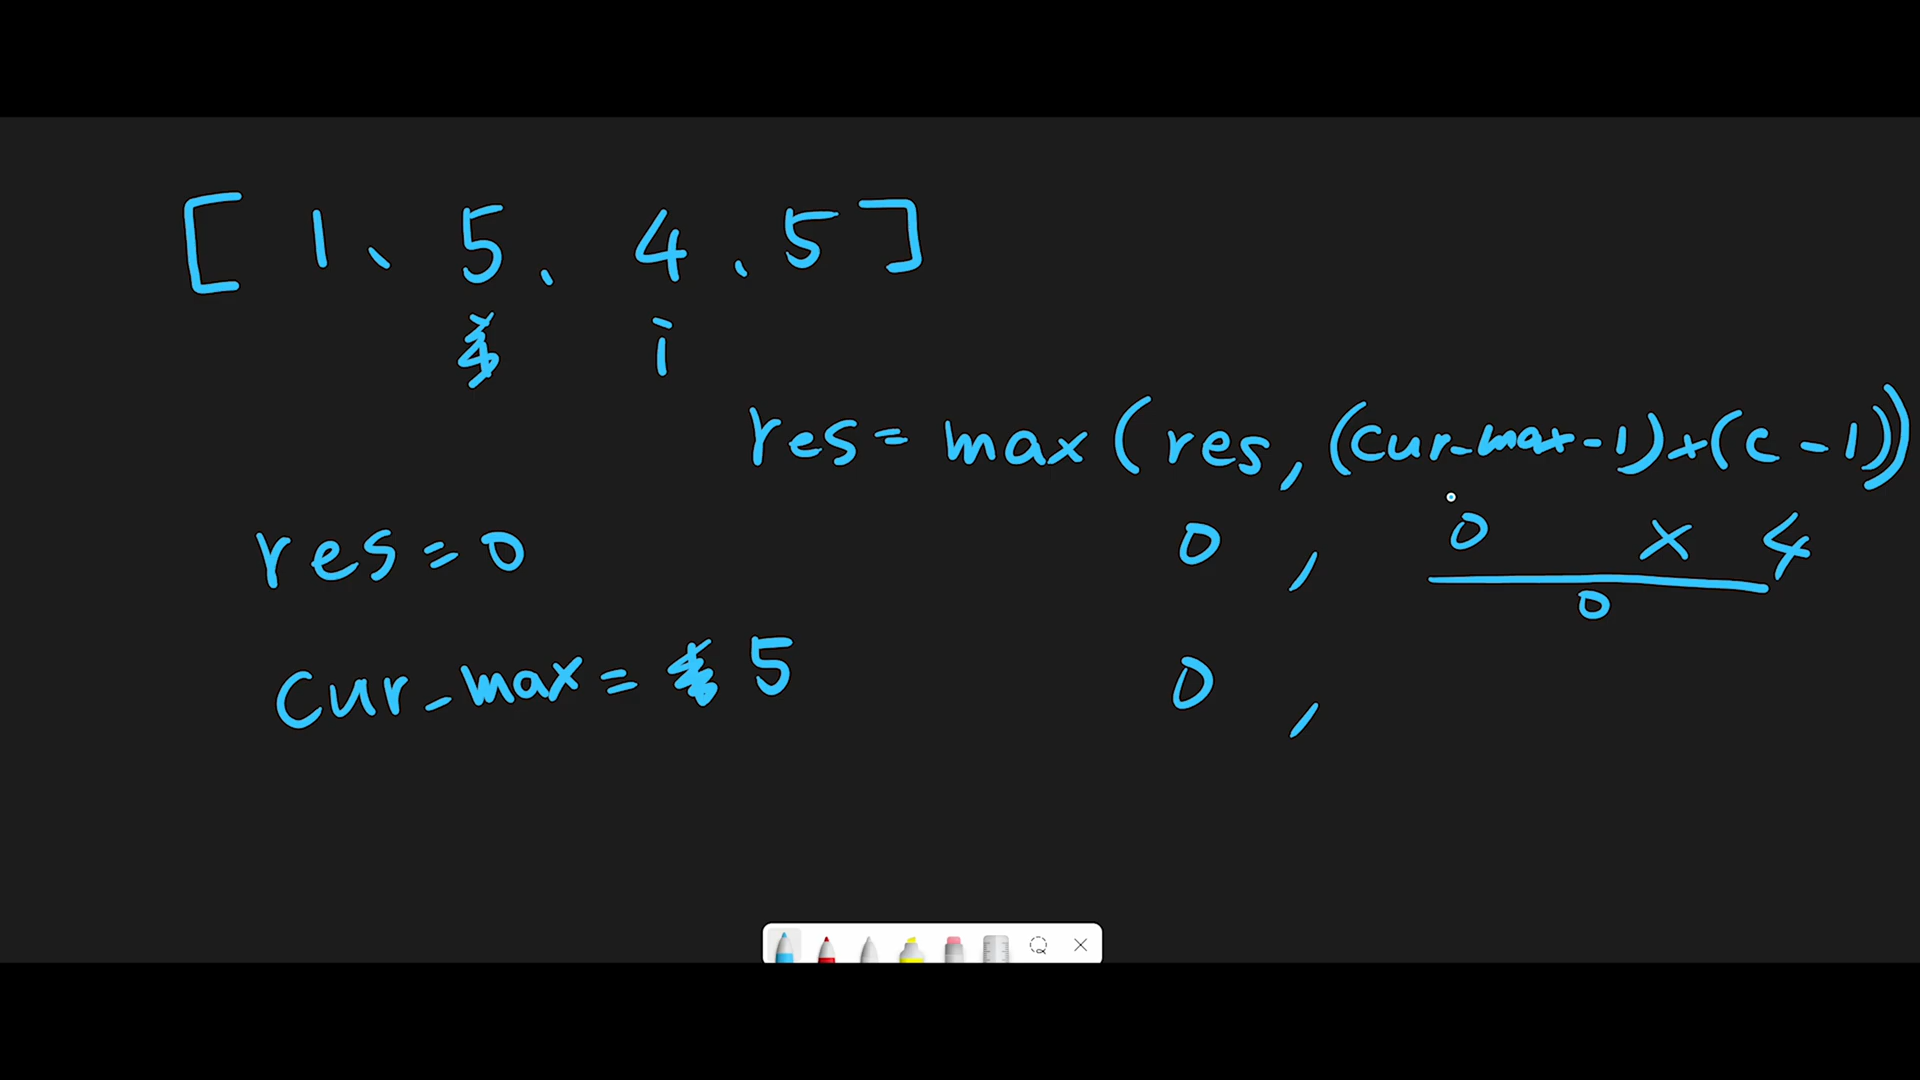 [ 1、5、4、5 ]
i
res = max ( res, (cur_max - 1) × (c - 1))
res = 0
0 , 0 × 4
0
cur_max = 5
0 ,